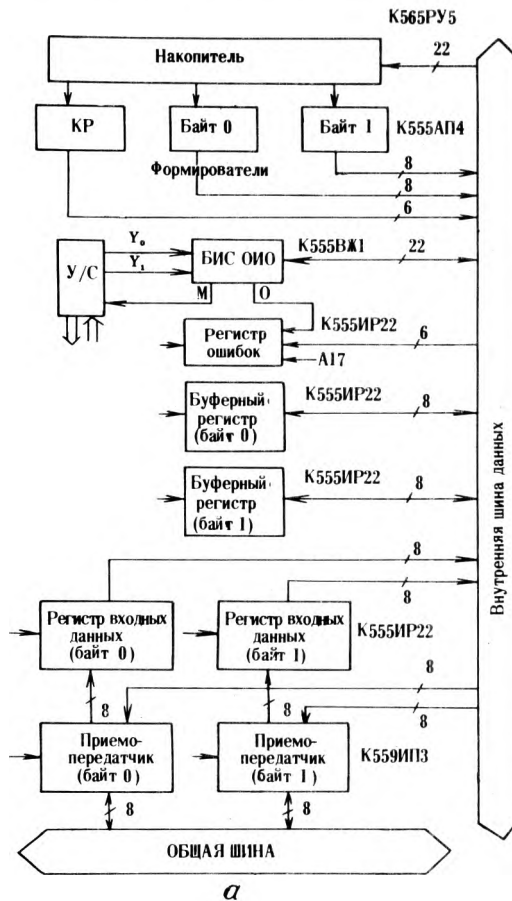 К565РУ5
22
Накопитель
КР
Байт 0
Байт 1
К555АП4
8
Формирователи
8
6
У/С
Y₀
Y₁
БИС ОИО
К555ВЖ1
22
М
О
К555ИР22
Регистр
ошибок
6
А17
Буферный
регистр
(байт 0)
К555ИР22
8
Буферный
регистр
(байт 1)
К555ИР22
8
Внутренняя шина данных
8
8
Регистр входных
данных
(байт 0)
Регистр входных
данных
(байт 1)
К555ИР22
8
8
8
8
Приемо-
передатчик
(байт 0)
Приемо-
передатчик
(байт 1)
К559ИП3
8
8
ОБЩАЯ ШИНА
а